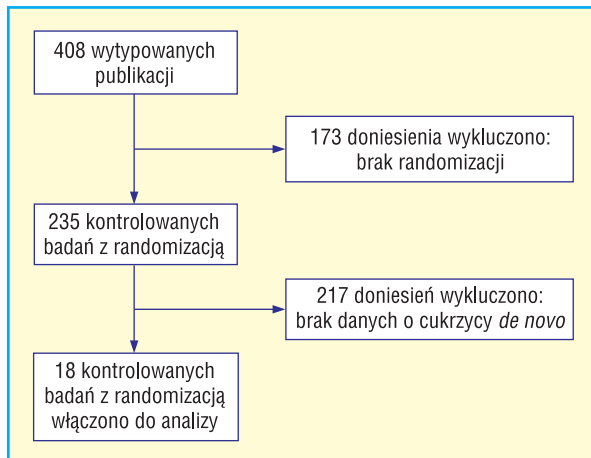 408 wytypowanych
publikacji
173 doniesienia wykluczono:
brak randomizacji
235 kontrolowanych
badań z randomizacją
217 doniesień wykluczono:
brak danych o cukrzycy de novo
18 kontrolowanych
badań z randomizacją
włączono do analizy